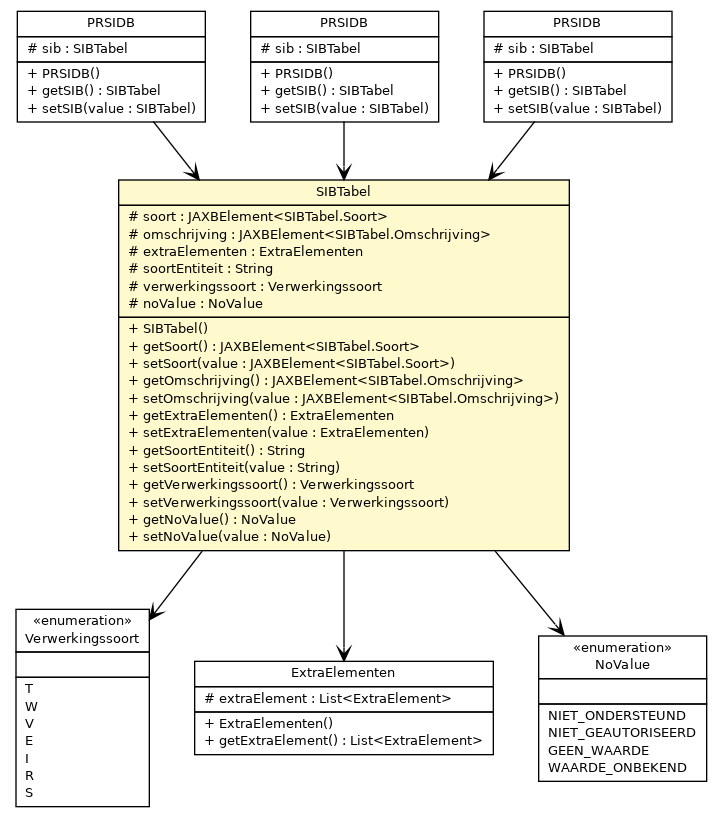 PRSIDB
# sib : SIBTabel
+ PRSIDB()
+ getSIB() : SIBTabel
+ setSIB(value : SIBTabel)
PRSIDB
# sib : SIBTabel
+ PRSIDB()
+ getSIB() : SIBTabel
+ setSIB(value : SIBTabel)
PRSIDB
# sib : SIBTabel
+ PRSIDB()
+ getSIB() : SIBTabel
+ setSIB(value : SIBTabel)
SIBTabel
# soort : JAXBElement<SIBTabel.Soort>
# omschrijving : JAXBElement<SIBTabel.Omschrijving>
# extraElementen : ExtraElementen
# soortEntiteit : String
# verwerkingssoort : Verwerkingssoort
# noValue : NoValue
+ SIBTabel()
+ getSoort() : JAXBElement<SIBTabel.Soort>
+ setSoort(value : JAXBElement<SIBTabel.Soort>)
+ getOmschrijving() : JAXBElement<SIBTabel.Omschrijving>
+ setOmschrijving(value : JAXBElement<SIBTabel.Omschrijving>)
+ getExtraElementen() : ExtraElementen
+ setExtraElementen(value : ExtraElementen)
+ getSoortEntiteit() : String
+ setSoortEntiteit(value : String)
+ getVerwerkingssoort() : Verwerkingssoort
+ setVerwerkingssoort(value : Verwerkingssoort)
+ getNoValue() : NoValue
+ setNoValue(value : NoValue)
«enumeration»
Verwerkingssoort
T
W
V
E
I
R
S
ExtraElementen
# extraElement : List<ExtraElement>
+ ExtraElementen()
+ getExtraElement() : List<ExtraElement>
«enumeration»
NoValue
NIET_ONDERSTEUND
NIET_GEAUTORISEERD
GEEN_WAARDE
WAARDE_ONBEKEND